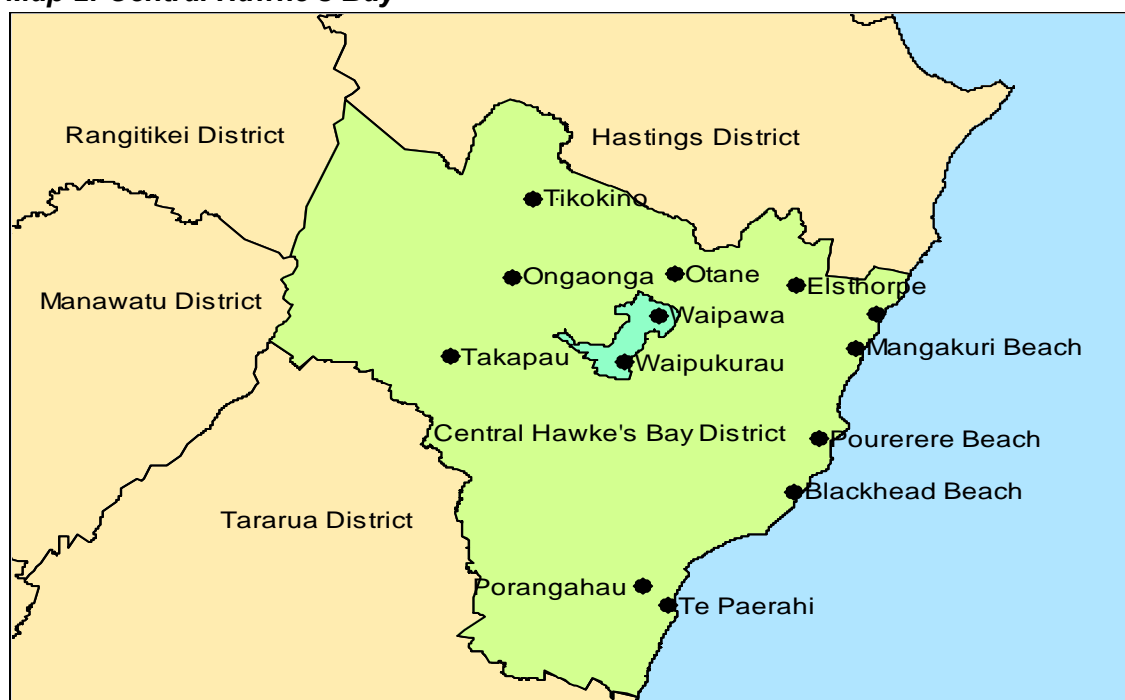 Rangitikei District
Hastings District
Tikokino
Ongaonga
Otane
Elsthorpe
Manawatu District
Waipawa
Mangakuri Beach
Takapau
Waipukurau
Central Hawke's Bay District
Pourerere Beach
Blackhead Beach
Tararua District
Porangahau
Te Paerahi